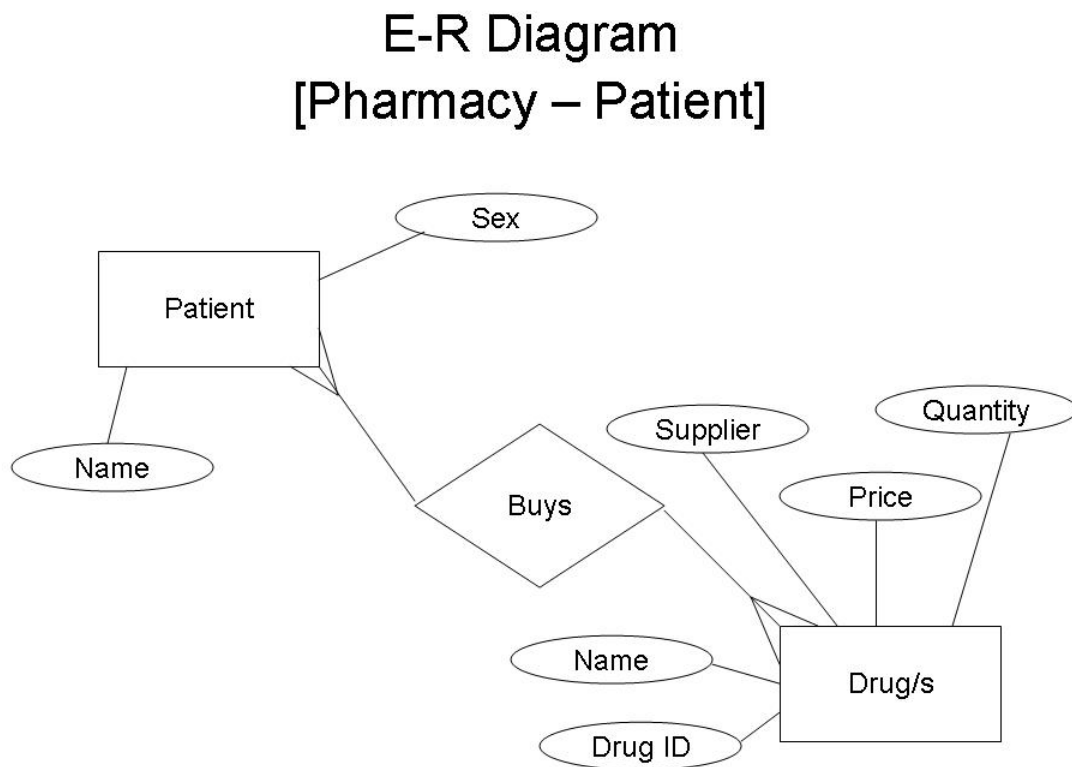 E-R Diagram
[Pharmacy – Patient]
Sex
Patient
Name
Supplier
Quantity
Price
Buys
Name
Drug/s
Drug ID